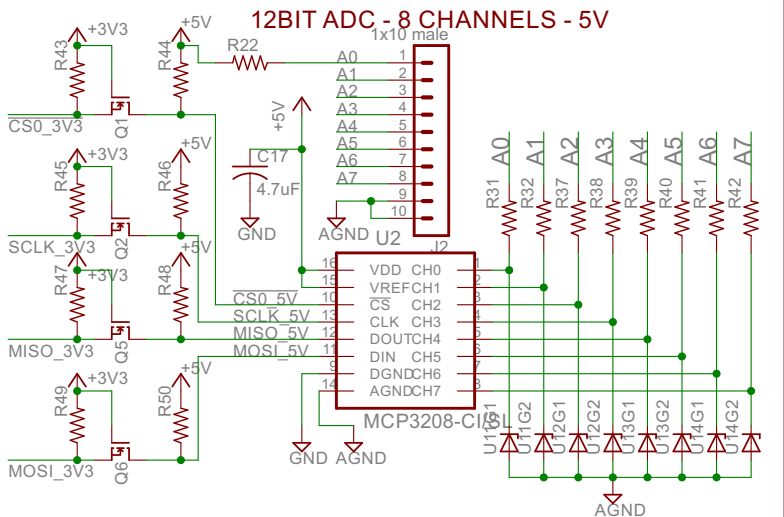 12BIT ADC - 8 CHANNELS - 5V
1x10 male
+3V3
+5V
R43
R44
R22
CS0_3V3
Q1
A0 1
A1 2
A2 3
A3 4
A4 5
A5 6
A6 7
A7 8
9
10
+5V
C17
4.7uF
GND
AGND
J2
+3V3
+5V
R45
R46
SCLK_3V3
Q2
+3V3
+5V
R47
R48
MISO_3V3
Q5
+3V3
+5V
R49
R50
MOSI_3V3
Q6
A0 A1 A2 A3 A4 A5 A6 A7
R31 R32 R37 R38 R39 R40 R41 R42
U2
16 VDD CH0 1
15 VREF CH1 2
CS0_5V 10 CS CH2 3
SCLK_5V 13 CLK CH3 4
MISO_5V 12 DOUT CH4 5
MOSI_5V 11 DIN CH5 6
9 DGND CH6 7
14 AGND CH7 8
MCP3208-CI/SL
GND
AGND
U11G1 U11G2 U12G1 U12G2 U13G1 U13G2 U14G1 U14G2
AGND